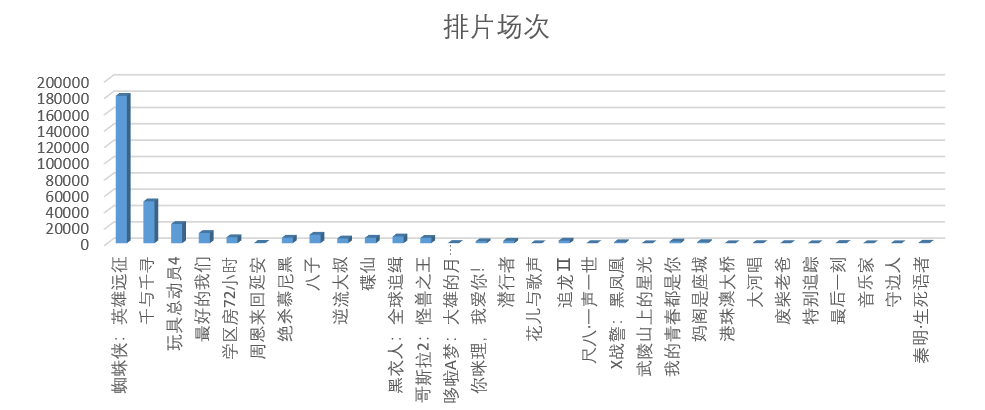 排片场次
200000
180000
160000
140000
120000
100000
80000
60000
40000
20000
0
蜘蛛侠：英雄远征
千与千寻
玩具总动员4
最好的我们
学区房72小时
周恩来回延安
绝杀慕尼黑
八子
逆流大叔
碟仙
黑衣人：全球追缉
哥斯拉2：怪兽之王
哆啦A梦：大雄的月…
你咪理，我爱你！
潜行者
花儿与歌声
追龙Ⅱ
尺八·一声一世
X战警：黑凤凰
武陵山上的星光
我的青春都是你
妈阁是座城
港珠澳大桥
大河唱
废柴老爸
特别追踪
最后一刻
音乐家
守边人
秦明·生死语者